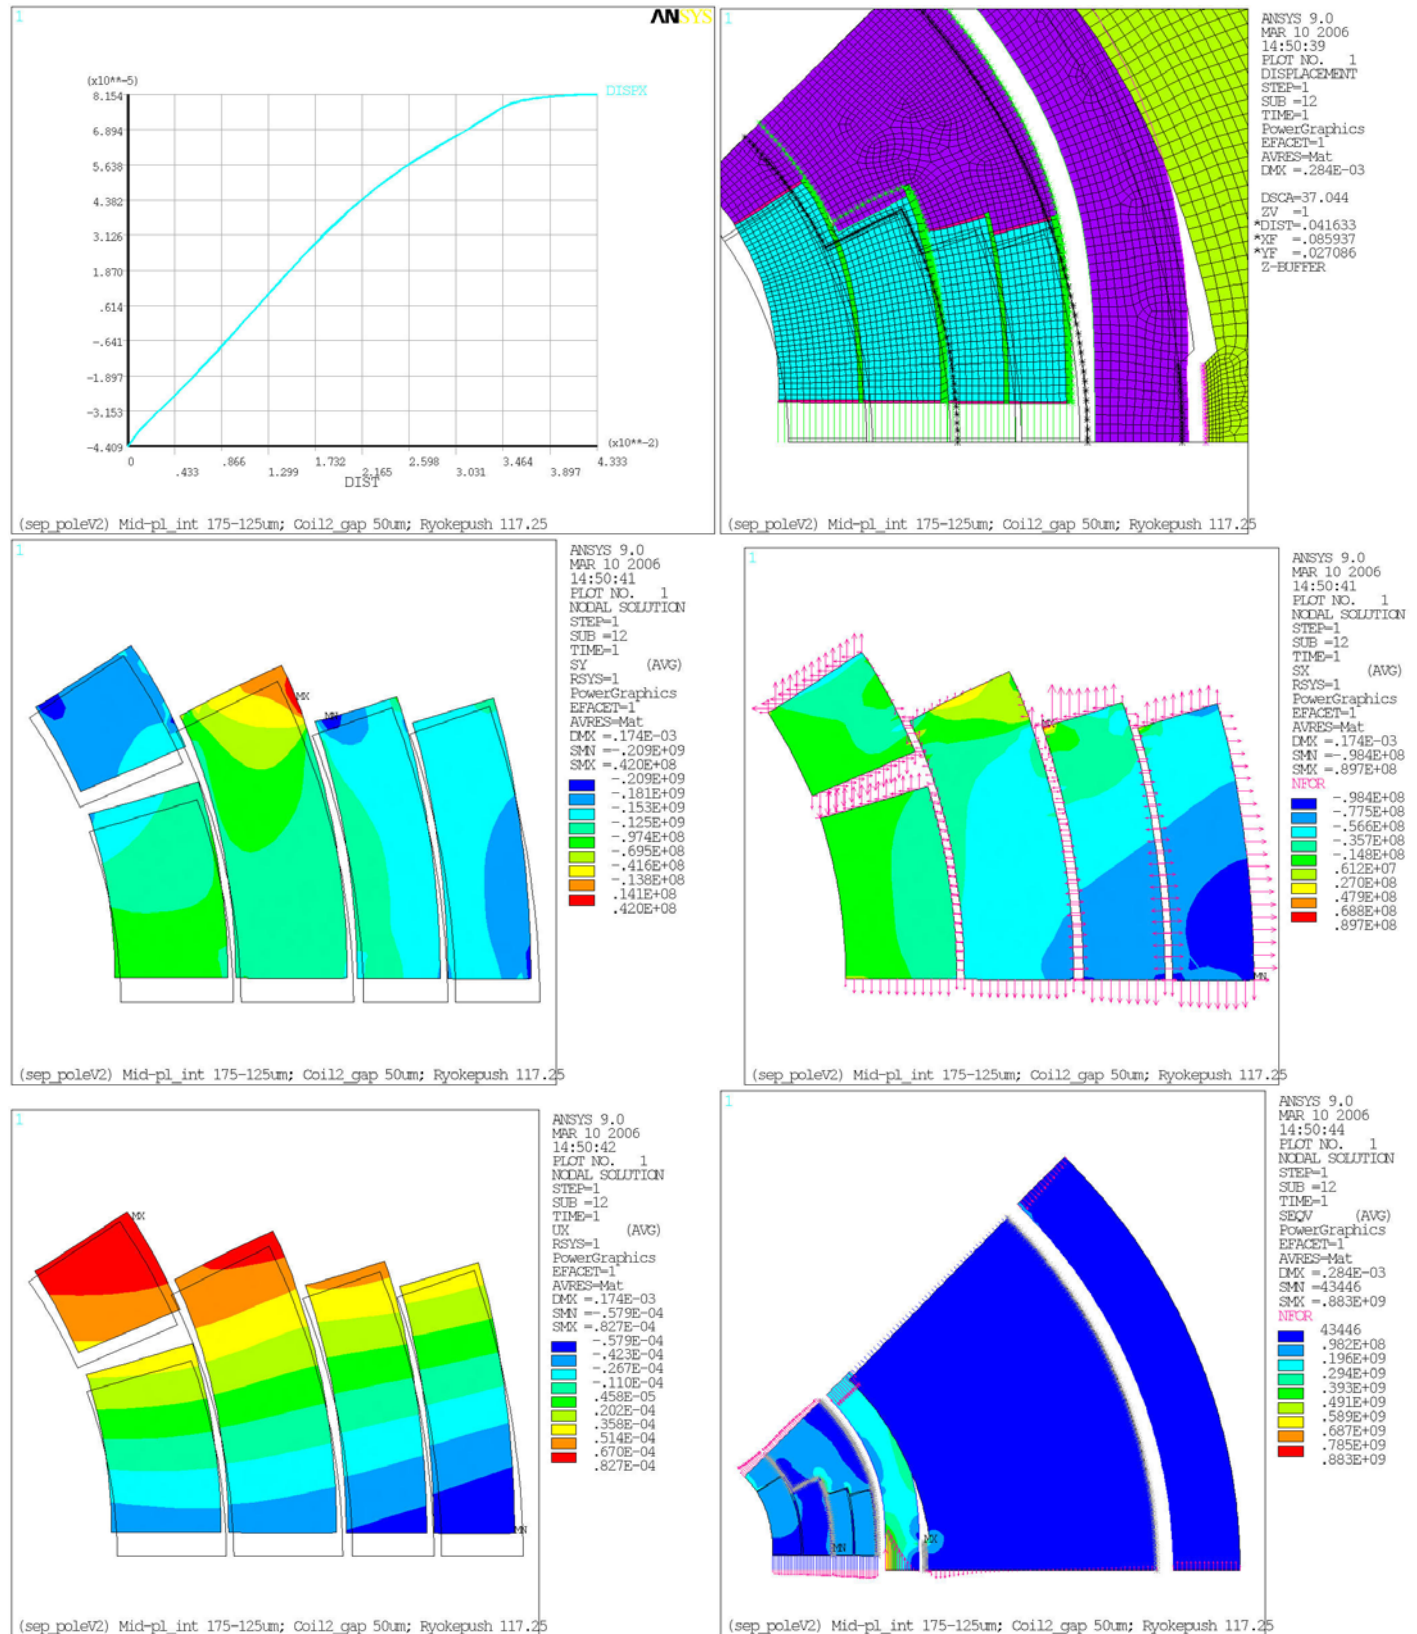 1
ANSYS
(x10**-5)
8.154
DISPX
6.894
5.638
4.382
3.126
1.870
.614
-.641
-1.897
-3.153
-4.409
(x10**-2)
0 .866 1.732 2.598 3.464 4.333
.433 1.299 2.165 3.031 3.897
DIST
(sep_poleV2) Mid-pl_int 175-125um; Coil2_gap 50um; Ryokepush 117.25
1
ANSYS 9.0
MAR 10 2006
14:50:39
PLOT NO. 1
DISPLACEMENT
STEP=1
SUB =12
TIME=1
PowerGraphics
EFACET=1
AVRES=Mat
DMX =.284E-03
DSCA=37.044
ZV =1
*DIST=.041633
*XF =.085937
*YF =.027086
Z-BUFFER
(sep_poleV2) Mid-pl_int 175-125um; Coil2_gap 50um; Ryokepush 117.25
1
MX
MN
ANSYS 9.0
MAR 10 2006
14:50:41
PLOT NO. 1
NODAL SOLUTION
STEP=1
SUB =12
TIME=1
SY (AVG)
RSYS=1
PowerGraphics
EFACET=1
AVRES=Mat
DMX =.174E-03
SMN =-.209E+09
SMX =.420E+08
-.209E+09
-.181E+09
-.153E+09
-.125E+09
-.974E+08
-.695E+08
-.416E+08
-.138E+08
.141E+08
.420E+08
(sep_poleV2) Mid-pl_int 175-125um; Coil2_gap 50um; Ryokepush 117.25
1
MX
MN
ANSYS 9.0
MAR 10 2006
14:50:41
PLOT NO. 1
NODAL SOLUTION
STEP=1
SUB =12
TIME=1
SX (AVG)
RSYS=1
PowerGraphics
EFACET=1
AVRES=Mat
DMX =.174E-03
SMN =-.984E+08
SMX =.897E+08
NFOR
-.984E+08
-.775E+08
-.566E+08
-.357E+08
-.148E+08
.612E+07
.270E+08
.479E+08
.688E+08
.897E+08
(sep_poleV2) Mid-pl_int 175-125um; Coil2_gap 50um; Ryokepush 117.25
1
MX
MN
ANSYS 9.0
MAR 10 2006
14:50:42
PLOT NO. 1
NODAL SOLUTION
STEP=1
SUB =12
TIME=1
UX (AVG)
RSYS=1
PowerGraphics
EFACET=1
AVRES=Mat
DMX =.174E-03
SMN =-.579E-04
SMX =.827E-04
-.579E-04
-.423E-04
-.267E-04
-.110E-04
.458E-05
.202E-04
.358E-04
.514E-04
.670E-04
.827E-04
(sep_poleV2) Mid-pl_int 175-125um; Coil2_gap 50um; Ryokepush 117.25
1
MX
MN
ANSYS 9.0
MAR 10 2006
14:50:44
PLOT NO. 1
NODAL SOLUTION
STEP=1
SUB =12
TIME=1
SEQV (AVG)
PowerGraphics
EFACET=1
AVRES=Mat
DMX =.284E-03
SMN =43446
SMX =.883E+09
NFOR
43446
.982E+08
.196E+09
.294E+09
.393E+09
.491E+09
.589E+09
.687E+09
.785E+09
.883E+09
(sep_poleV2) Mid-pl_int 175-125um; Coil2_gap 50um; Ryokepush 117.25